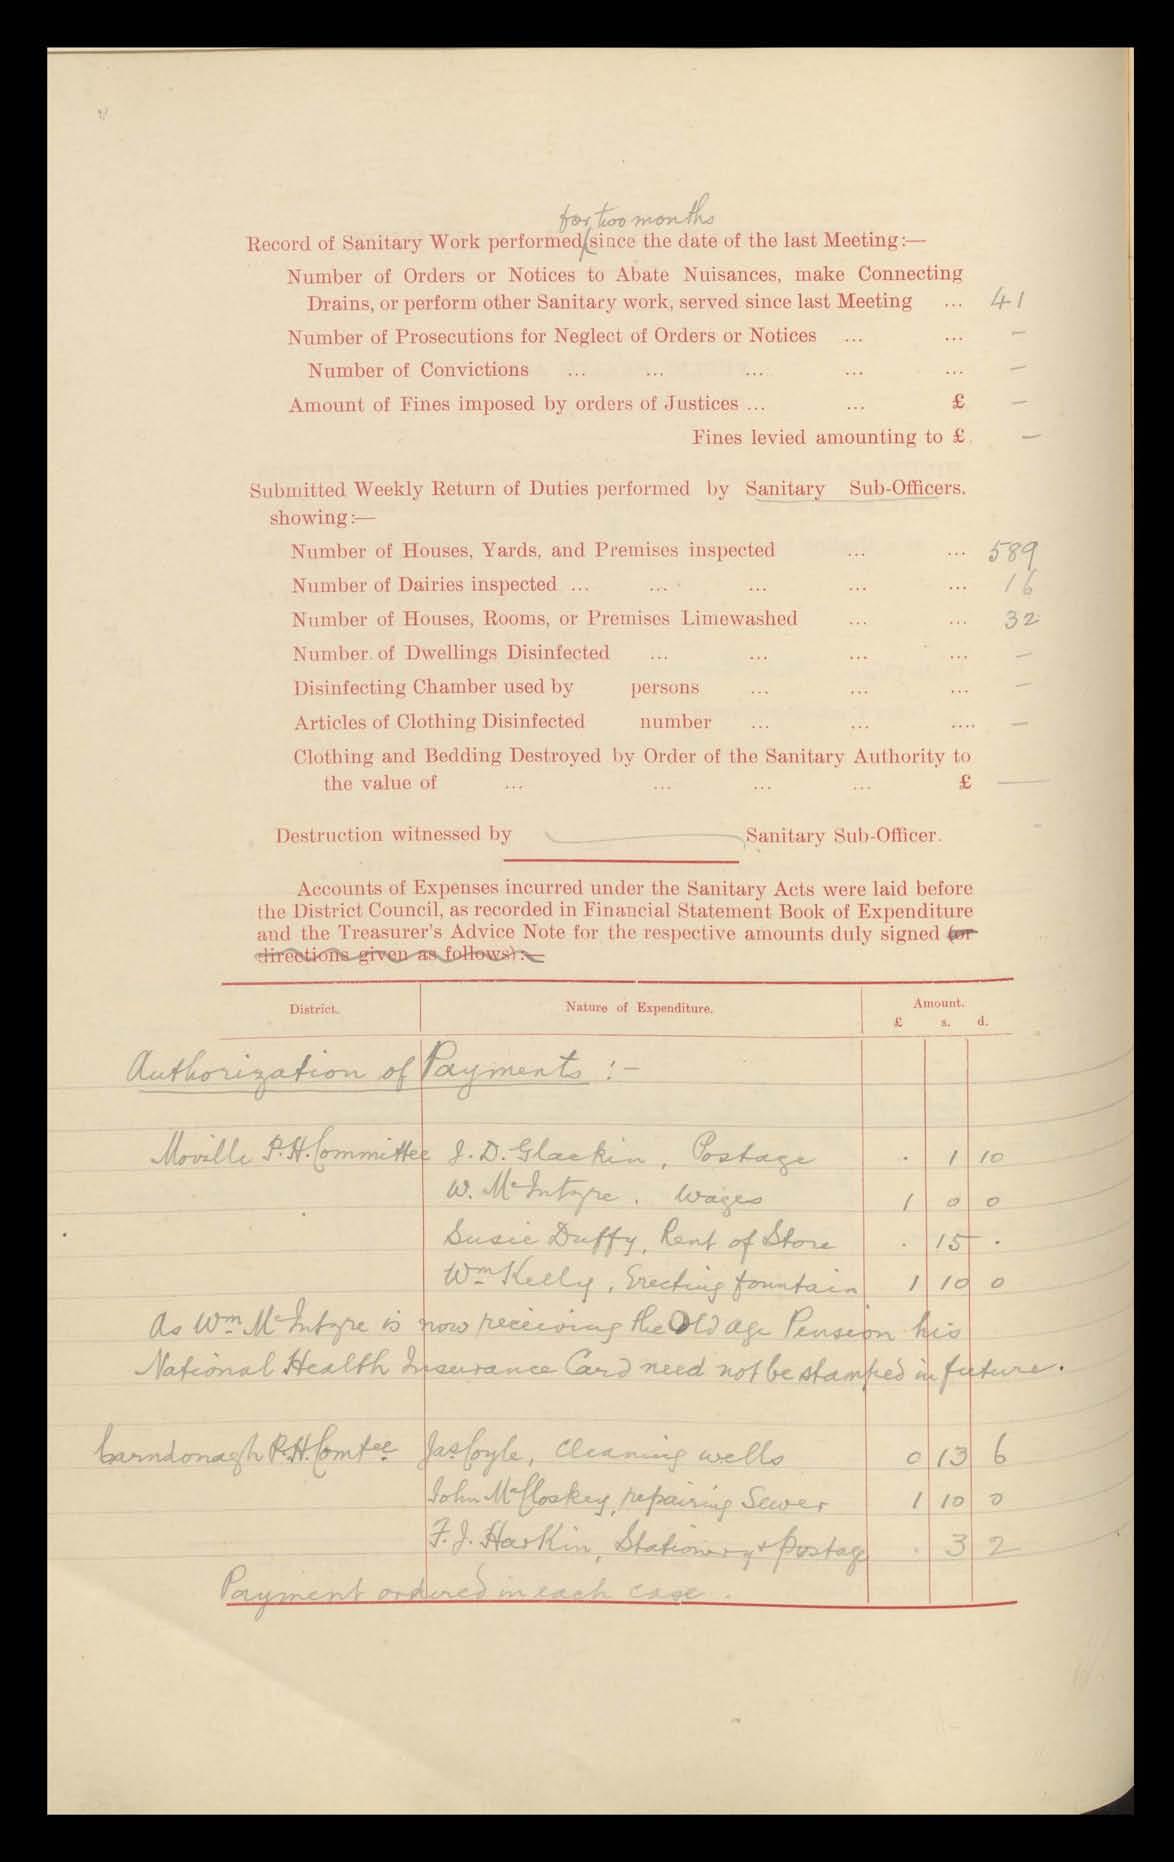 for two months
Record of Sanitary Work performed since the date of the last Meeting:—
Number of Orders or Notices to Abate Nuisances, make Connecting
Drains, or perform other Sanitary work, served since last Meeting ... 41
Number of Prosecutions for Neglect of Orders or Notices ... ... —
Number of Convictions ... ... ... ... ... —
Amount of Fines imposed by orders of Justices ... ... £ —
Fines levied amounting to £ —
Submitted Weekly Return of Duties performed by Sanitary Sub-Officers.
showing:—
Number of Houses, Yards, and Premises inspected ... ... 589
Number of Dairies inspected ... ... ... ... ... 16
Number of Houses, Rooms, or Premises Limewashed ... ... 32
Number of Dwellings Disinfected ... ... ... ... —
Disinfecting Chamber used by persons ... ... ... —
Articles of Clothing Disinfected number ... ... .... —
Clothing and Bedding Destroyed by Order of the Sanitary Authority to
the value of ... ... ... ... £ —
Destruction witnessed by Sanitary Sub-Officer.
Accounts of Expenses incurred under the Sanitary Acts were laid before
the District Council, as recorded in Financial Statement Book of Expenditure
and the Treasurer's Advice Note for the respective amounts duly signed (or
directions given as follows):—
District. Nature of Expenditure. Amount.
£ s. d.
Authorization of Payments :-
Moville P.H. Committee J. D. Glackin, Postage . 1 10
W. McIntyre. Wages 1 0 0
Susie Duffy, Rent of Store . 15 .
Wm Kelly, Erecting fountain 1 10 0
As Wm McIntyre is now receiving the Old age Pension his
National Health Insurance Card need not be stamped in future.
Carndonagh P.H. Comtee Jas Coyle, Cleaning wells 0 13 6
John McCloskey, repairing Sewer 1 10 0
F. J. Harkin, Stationery & postage . 3 2
Payment ordered in each case.